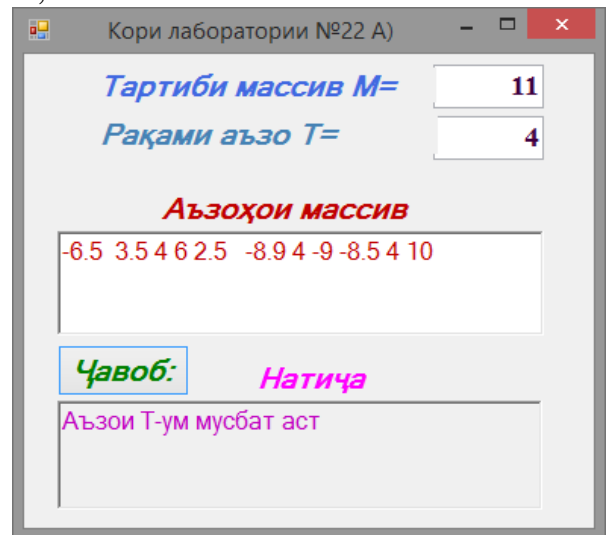 Кори лаборатории №22 А)
Тартиби массив М= 11
Рақами аъзо Т= 4
Аъзоҳои массив
-6.5 3.5 4 6 2.5 -8.9 4 -9 -8.5 4 10
Ҷавоб:
Натиҷа
Аъзои Т-ум мусбат аст